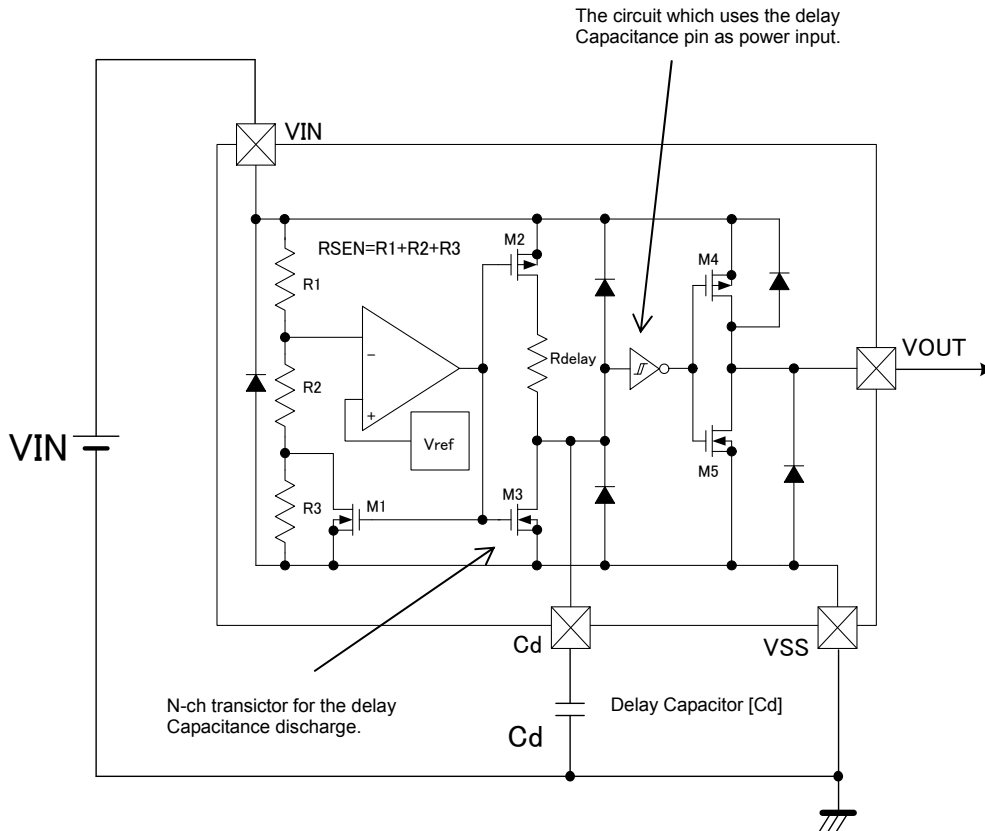 The circuit which uses the delay
Capacitance pin as power input.
VIN
RSEN=R1+R2+R3
M2
M4
R1
Rdelay
VOUT
−
R2
+
Vref
VIN
M5
R3
M1
M3
Cd
VSS
N-ch transictor for the delay
Capacitance discharge.
Delay Capacitor [Cd]
Cd